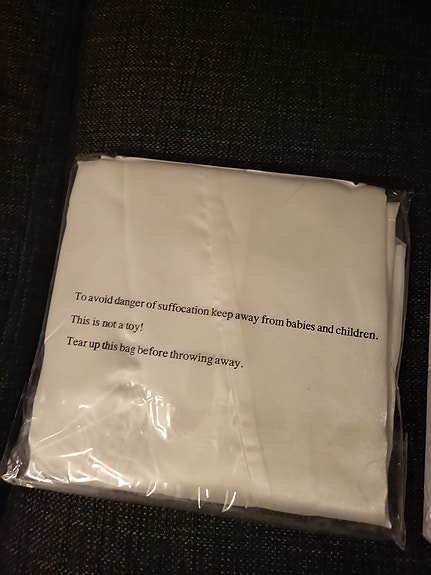 To avoid danger of suffocation keep away from babies and children.
This is not a toy!
Tear up this bag before throwing away.